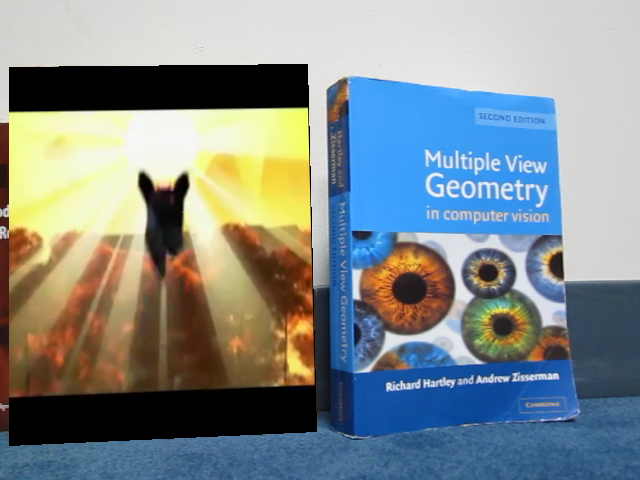 SECOND EDITION
Multiple View
Geometry
in computer vision
Richard Hartley and Andrew Zisserman
CAMBRIDGE
Hartley and
Zisserman
Multiple View Geometry